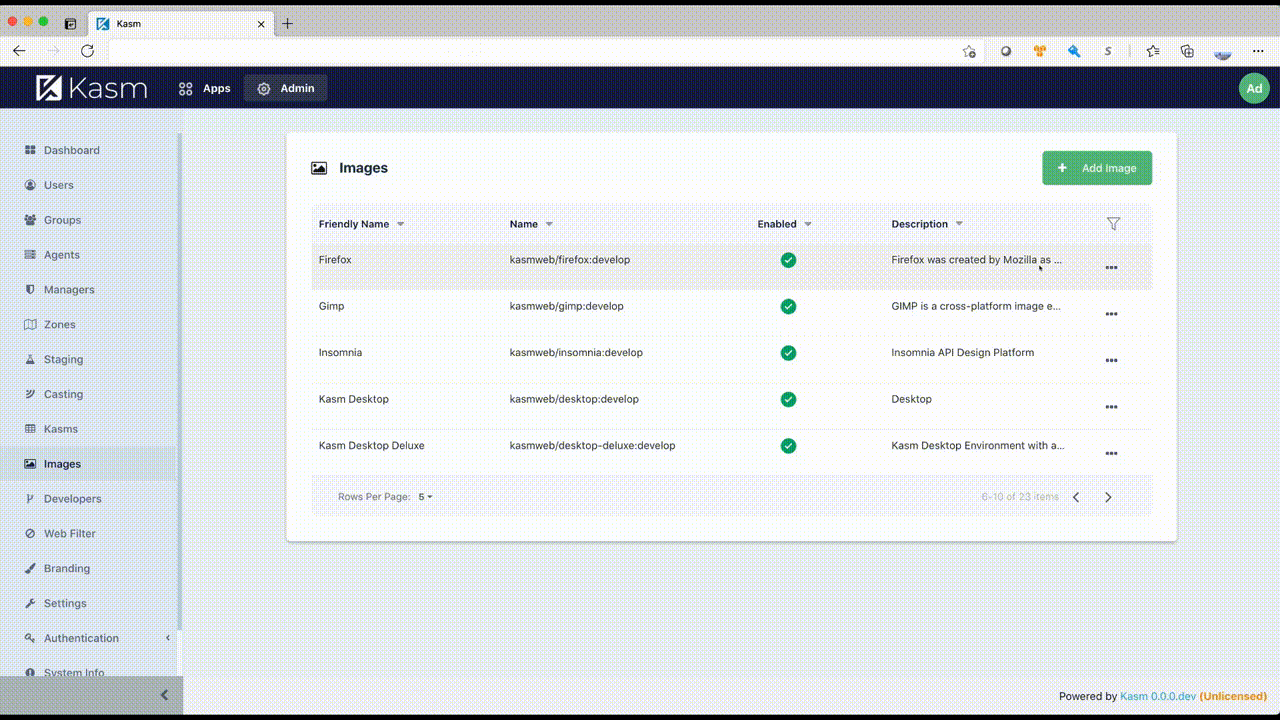 Kasm
S
Kasm
Apps
Admin
Ad
Dashboard
Users
Groups
Agents
Managers
Zones
Staging
Casting
Kasms
Images
Developers
Web Filter
Branding
Settings
Authentication
System Info
Images
+ Add Image
Friendly Name Name Enabled Description
Firefox kasmweb/firefox:develop Firefox was created by Mozilla as ...
Gimp kasmweb/gimp:develop GIMP is a cross-platform image e...
Insomnia kasmweb/insomnia:develop Insomnia API Design Platform
Kasm Desktop kasmweb/desktop:develop Desktop
Kasm Desktop Deluxe kasmweb/desktop-deluxe:develop Kasm Desktop Environment with a...
Rows Per Page: 5 6-10 of 23 items
Powered by Kasm 0.0.0.dev (Unlicensed)